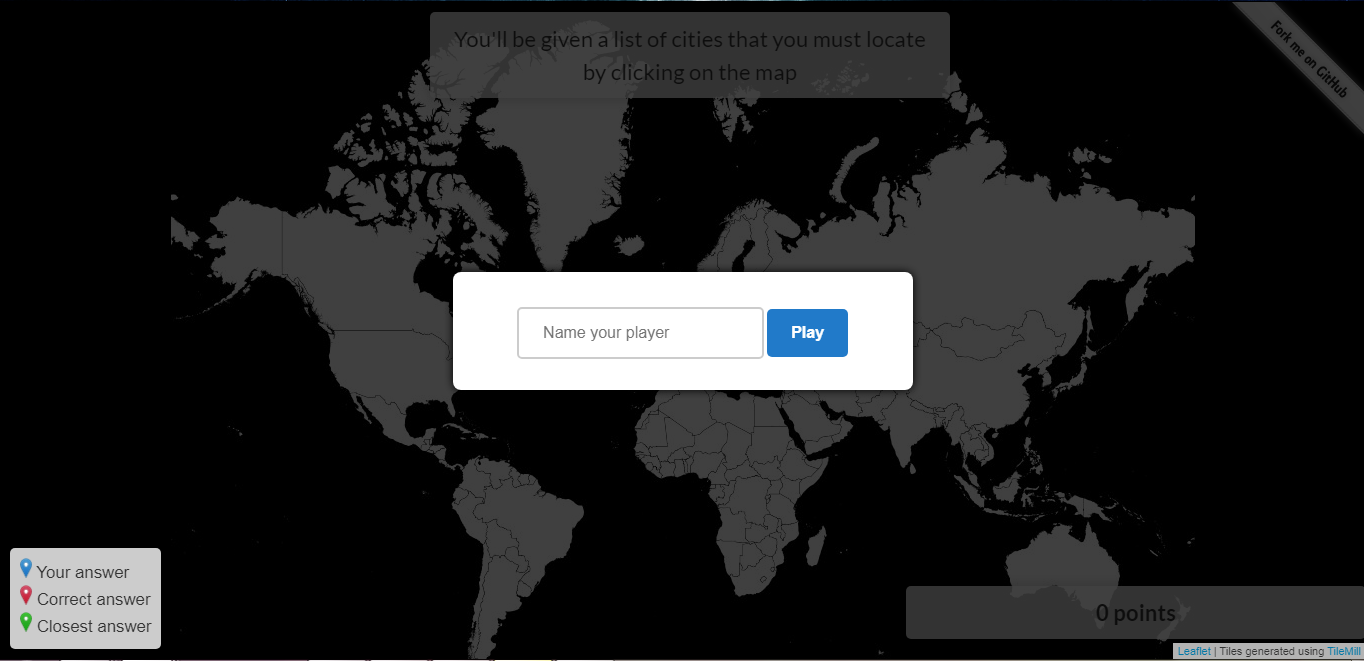 You'll be given a list of cities that you must locate
by clicking on the map
Fork me on GitHub
Name your player
Play
Your answer
Correct answer
Closest answer
0 points
Leaflet | Tiles generated using TileMill